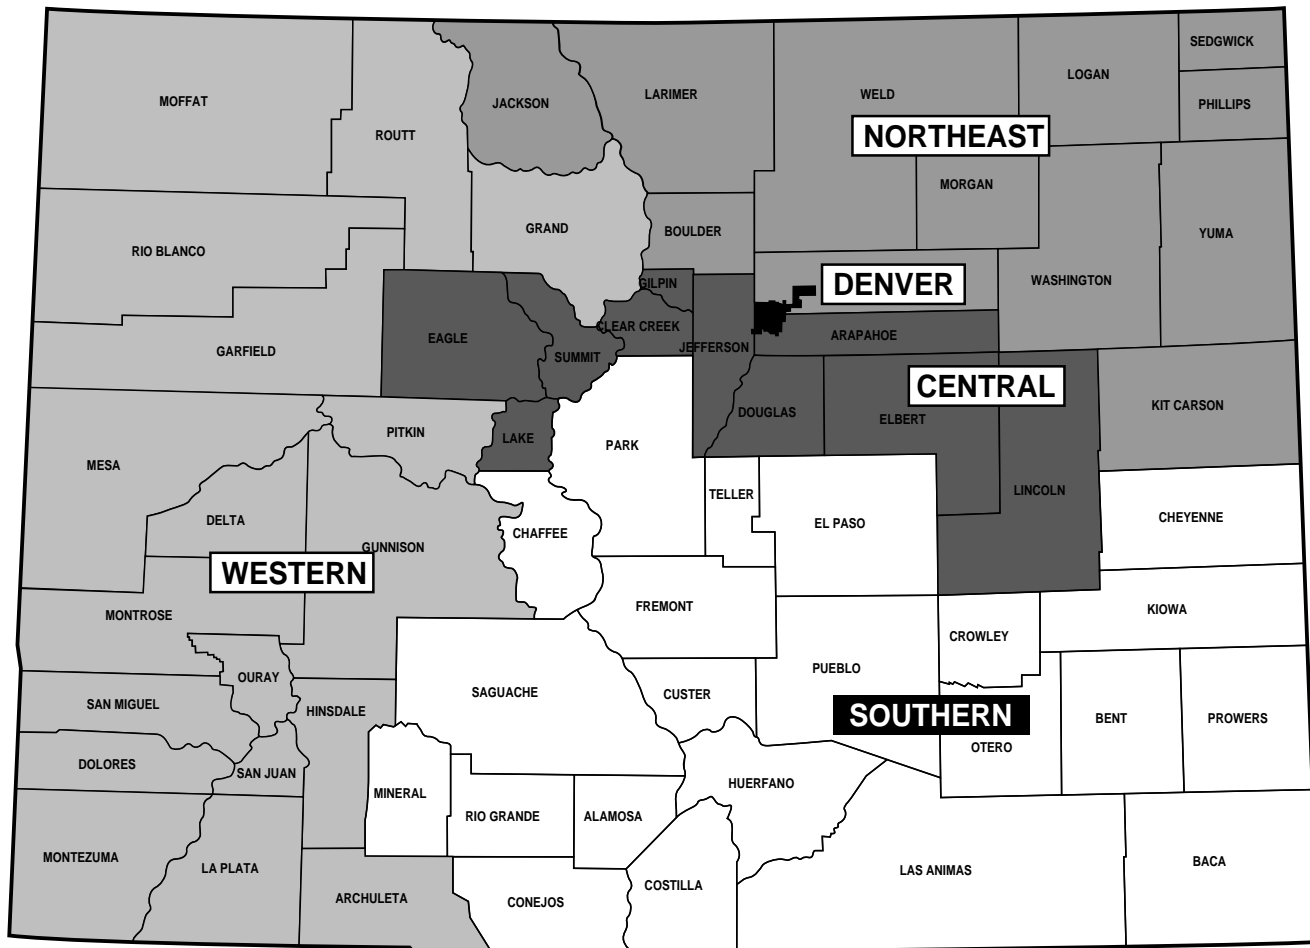 SEDGWICK
LOGAN
MOFFAT
LARIMER
WELD
JACKSON
PHILLIPS
ROUTT
NORTHEAST
MORGAN
GRAND
BOULDER
YUMA
RIO BLANCO
WASHINGTON
GILPIN
DENVER
CLEAR CREEK
EAGLE
ARAPAHOE
JEFFERSON
GARFIELD
SUMMIT
CENTRAL
KIT CARSON
DOUGLAS
ELBERT
PITKIN
LAKE
PARK
MESA
LINCOLN
TELLER
DELTA
EL PASO
CHEYENNE
CHAFFEE
GUNNISON
WESTERN
FREMONT
KIOWA
MONTROSE
CROWLEY
PUEBLO
OURAY
SAGUACHE
CUSTER
SAN MIGUEL
HINSDALE
SOUTHERN
BENT
PROWERS
OTERO
DOLORES
SAN JUAN
HUERFANO
MINERAL
RIO GRANDE
ALAMOSA
MONTEZUMA
LA PLATA
BACA
LAS ANIMAS
COSTILLA
ARCHULETA
CONEJOS